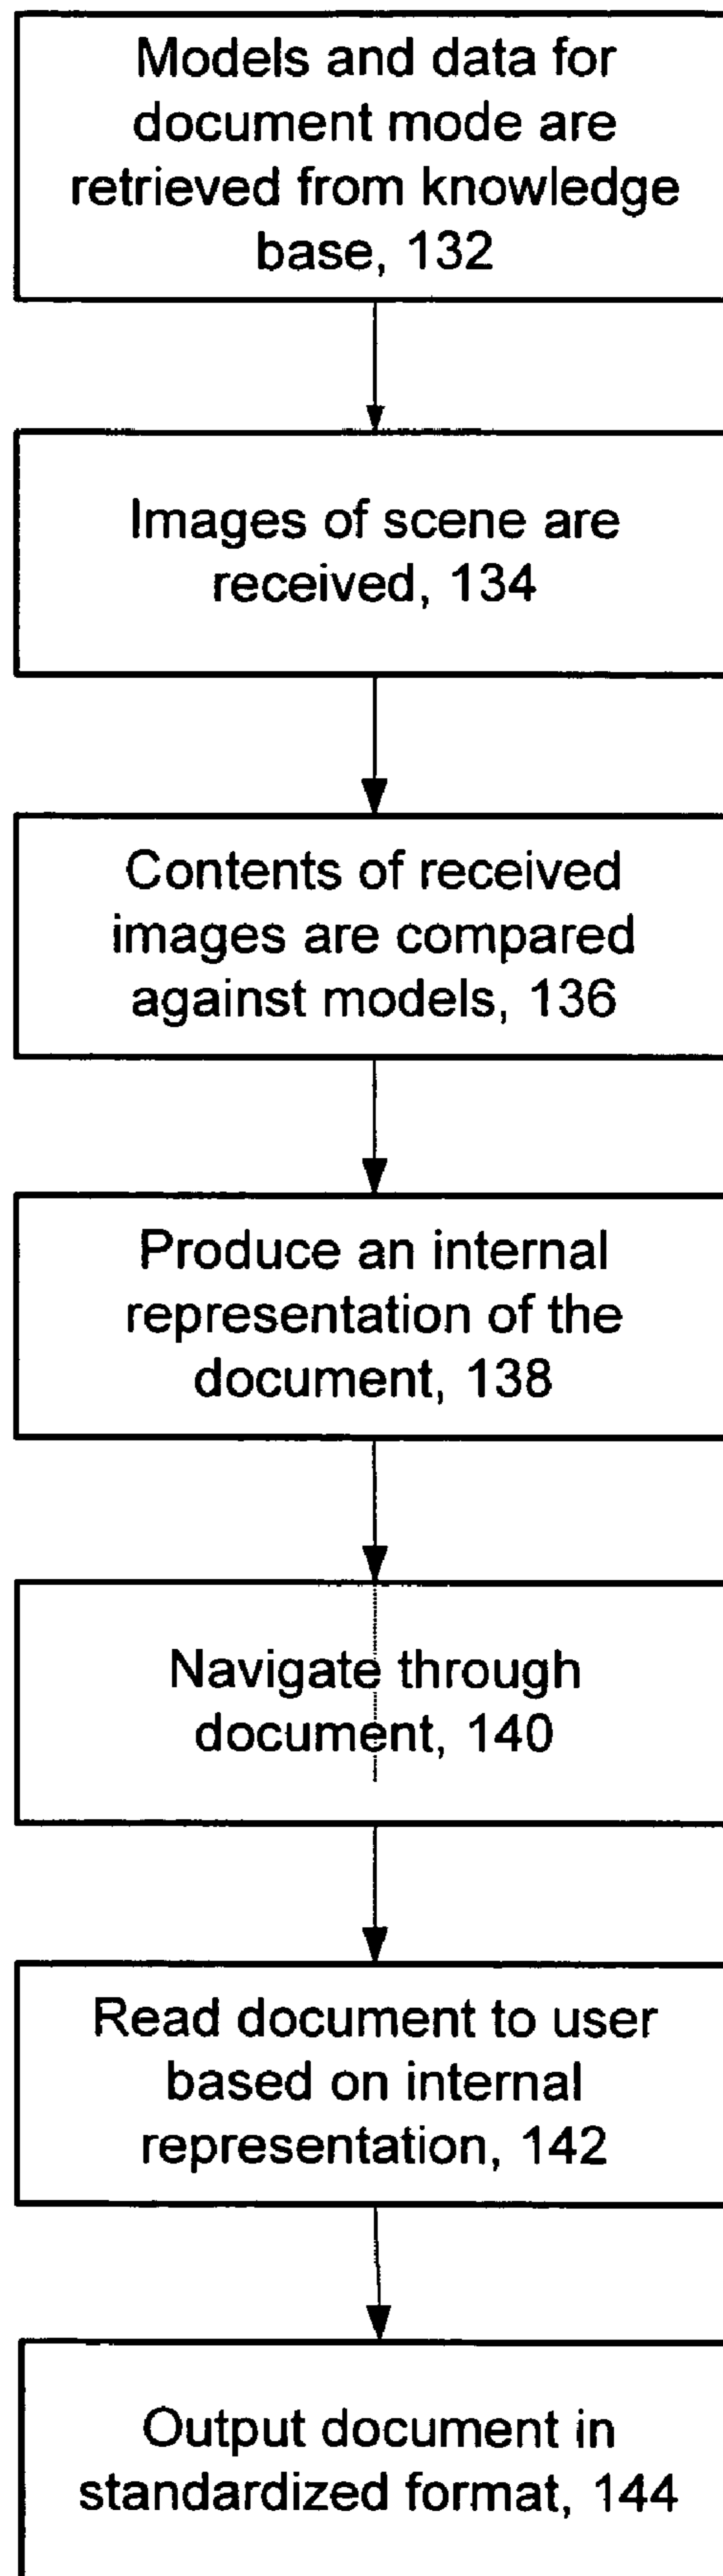 Models and data for
document mode are
retrieved from knowledge
base, 132
Images of scene are
received, 134
Contents of received
images are compared
against models, 136
Produce an internal
representation of the
document, 138
Navigate through
document, 140
Read document to user
based on internal
representation, 142
Output document in
standardized format, 144